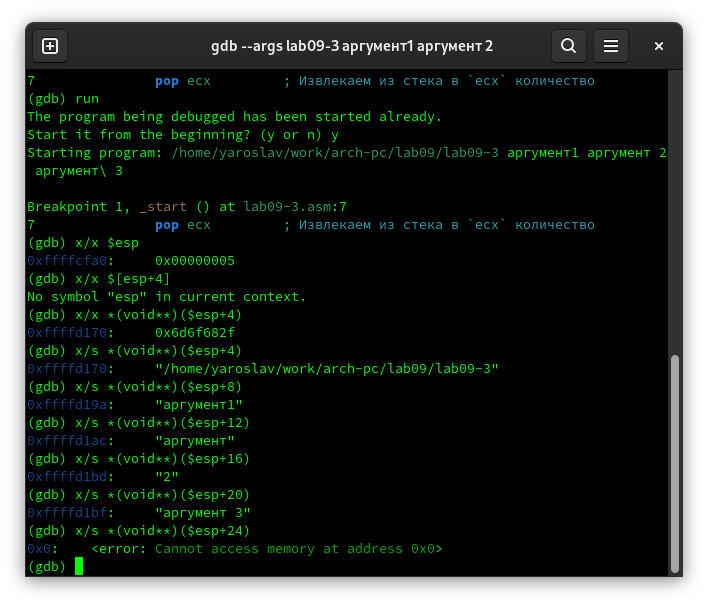 gdb --args lab09-3 аргумент1 аргумент 2
7               pop ecx         ; Извлекаем из стека в `ecx` количество
(gdb) run
The program being debugged has been started already.
Start it from the beginning? (y or n) y
Starting program: /home/yaroslav/work/arch-pc/lab09/lab09-3 аргумент1 аргумент 2
 аргумент\ 3
Breakpoint 1, _start () at lab09-3.asm:7
7               pop ecx         ; Извлекаем из стека в `ecx` количество
(gdb) x/x $esp
0xffffcfa0:     0x00000005
(gdb) x/x $[esp+4]
No symbol "esp" in current context.
(gdb) x/x *(void**)($esp+4)
0xffffd170:     0x6d6f682f
(gdb) x/s *(void**)($esp+4)
0xffffd170:     "/home/yaroslav/work/arch-pc/lab09/lab09-3"
(gdb) x/s *(void**)($esp+8)
0xffffd19a:     "аргумент1"
(gdb) x/s *(void**)($esp+12)
0xffffd1ac:     "аргумент"
(gdb) x/s *(void**)($esp+16)
0xffffd1bd:     "2"
(gdb) x/s *(void**)($esp+20)
0xffffd1bf:     "аргумент 3"
(gdb) x/s *(void**)($esp+24)
0x0:    <error: Cannot access memory at address 0x0>
(gdb)